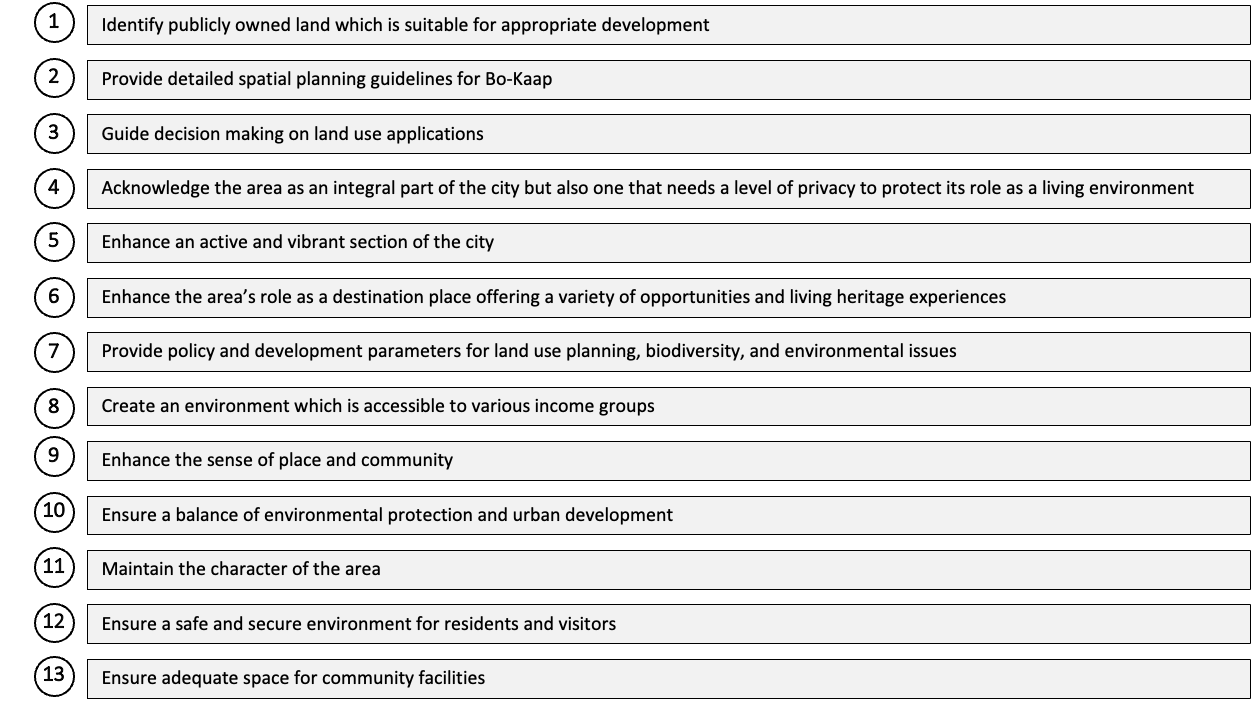 1 Identify publicly owned land which is suitable for appropriate development
2 Provide detailed spatial planning guidelines for Bo-Kaap
3 Guide decision making on land use applications
4 Acknowledge the area as an integral part of the city but also one that needs a level of privacy to protect its role as a living environment
5 Enhance an active and vibrant section of the city
6 Enhance the area’s role as a destination place offering a variety of opportunities and living heritage experiences
7 Provide policy and development parameters for land use planning, biodiversity, and environmental issues
8 Create an environment which is accessible to various income groups
9 Enhance the sense of place and community
10 Ensure a balance of environmental protection and urban development
11 Maintain the character of the area
12 Ensure a safe and secure environment for residents and visitors
13 Ensure adequate space for community facilities